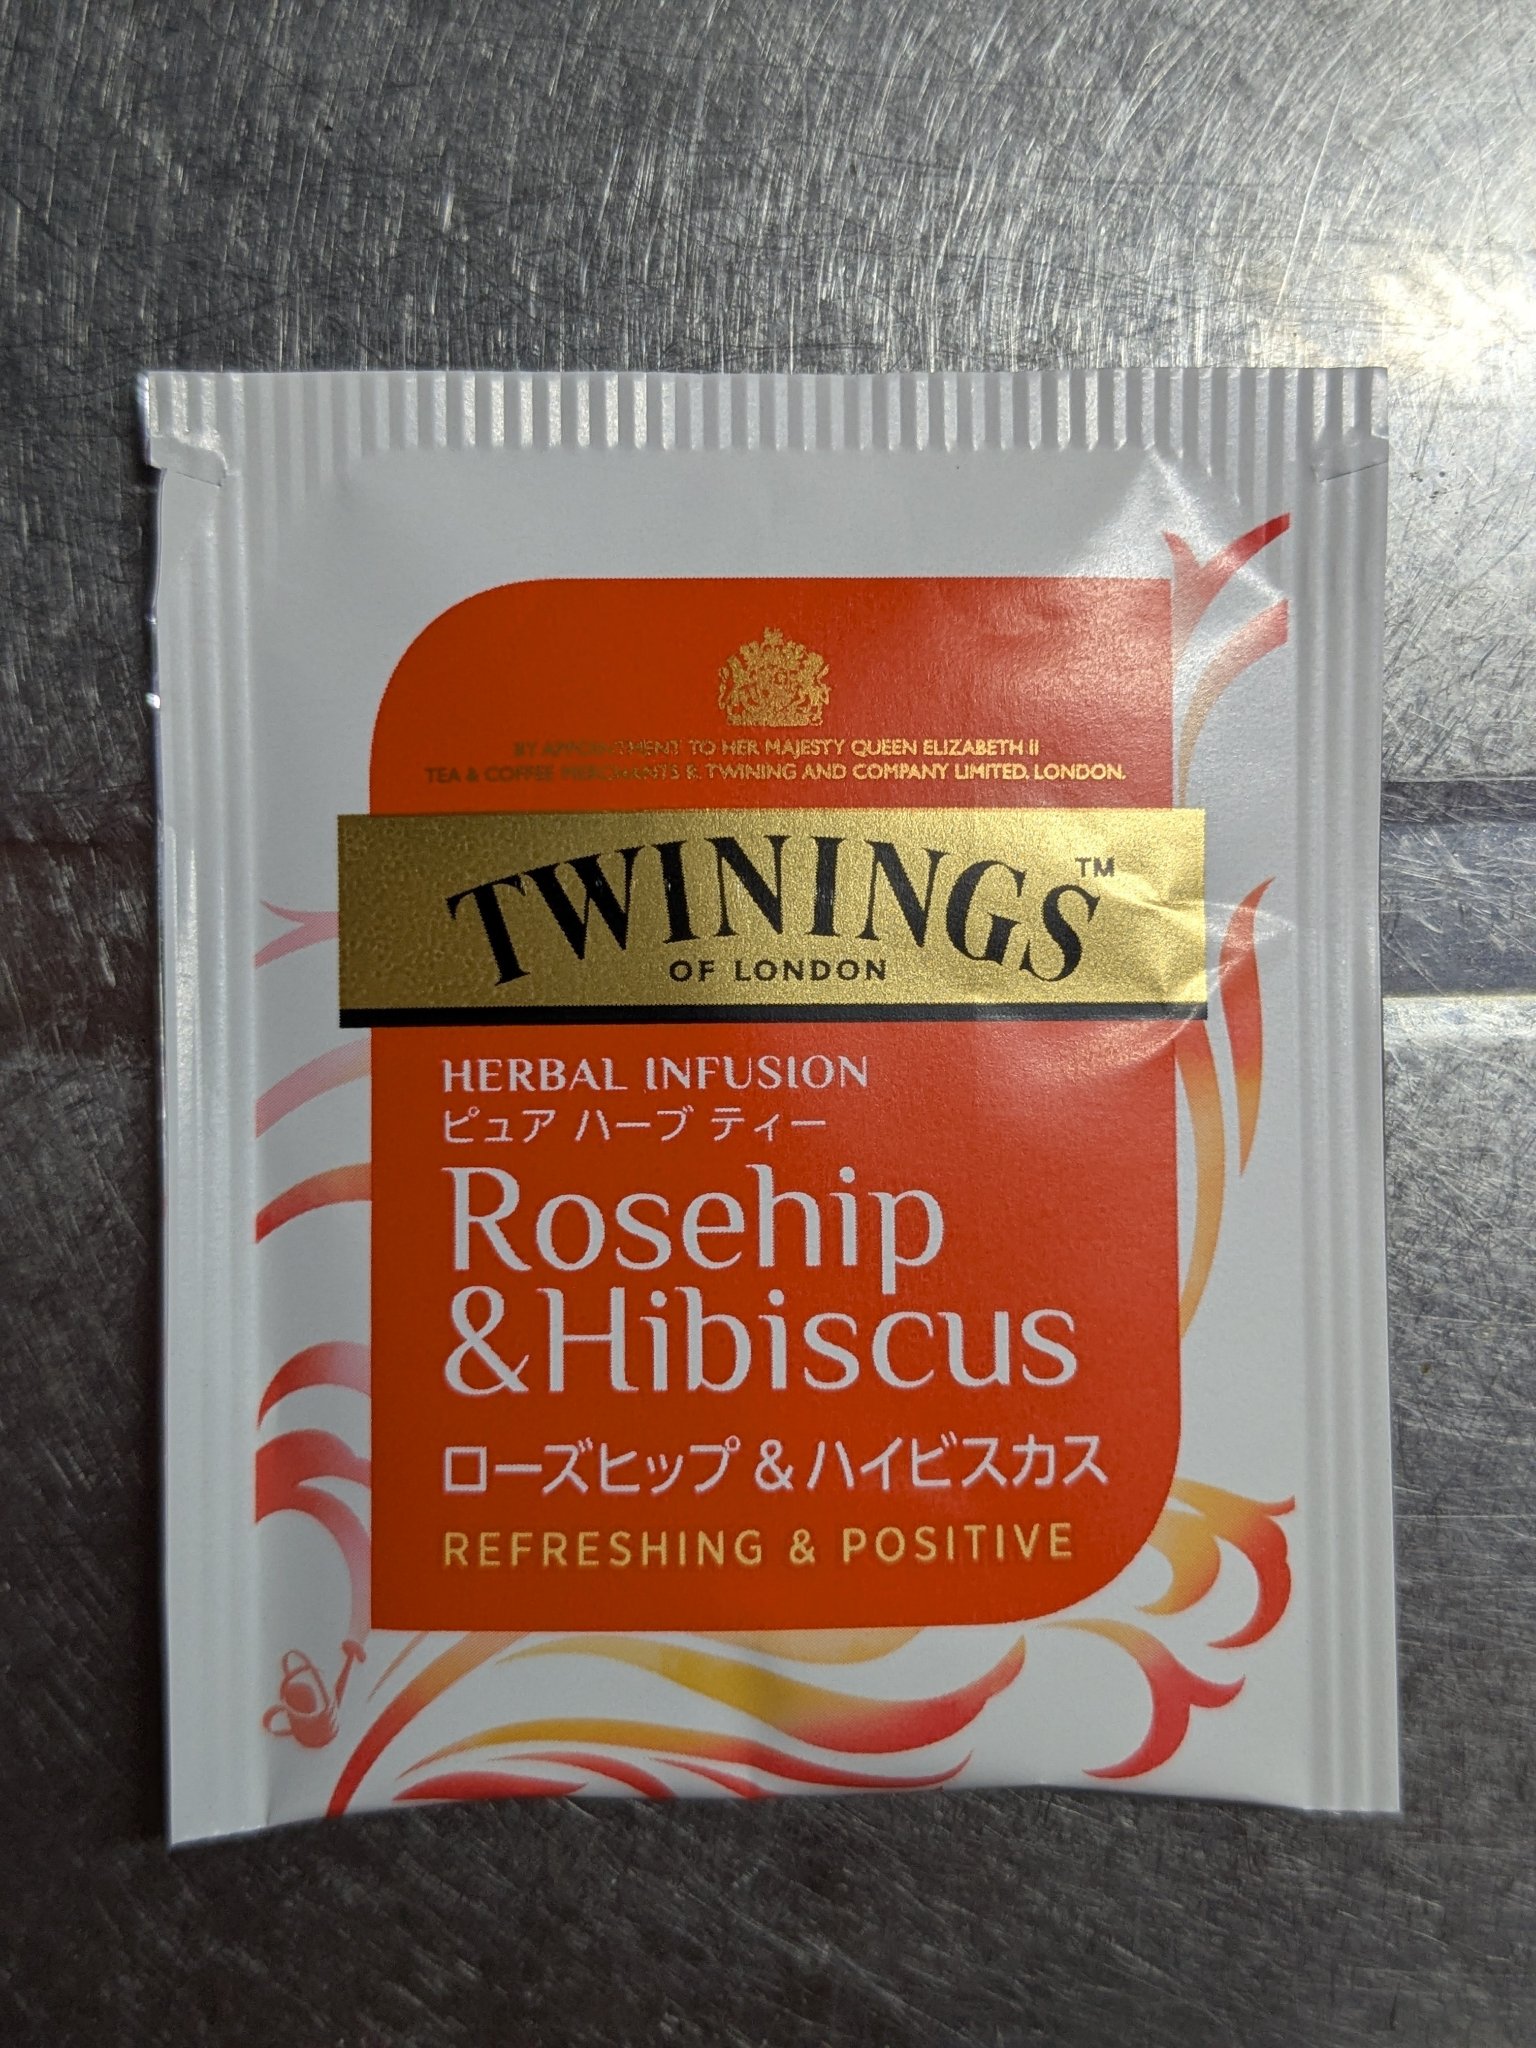 BY APPOINTMENT TO HER MAJESTY QUEEN ELIZABETH II
TEA & COFFEE MERCHANTS R. TWINING AND COMPANY LIMITED. LONDON.
TWININGS™
OF LONDON
HERBAL INFUSION
ピュア ハーブ ティー
Rosehip
&Hibiscus
ローズヒップ&ハイビスカス
REFRESHING & POSITIVE